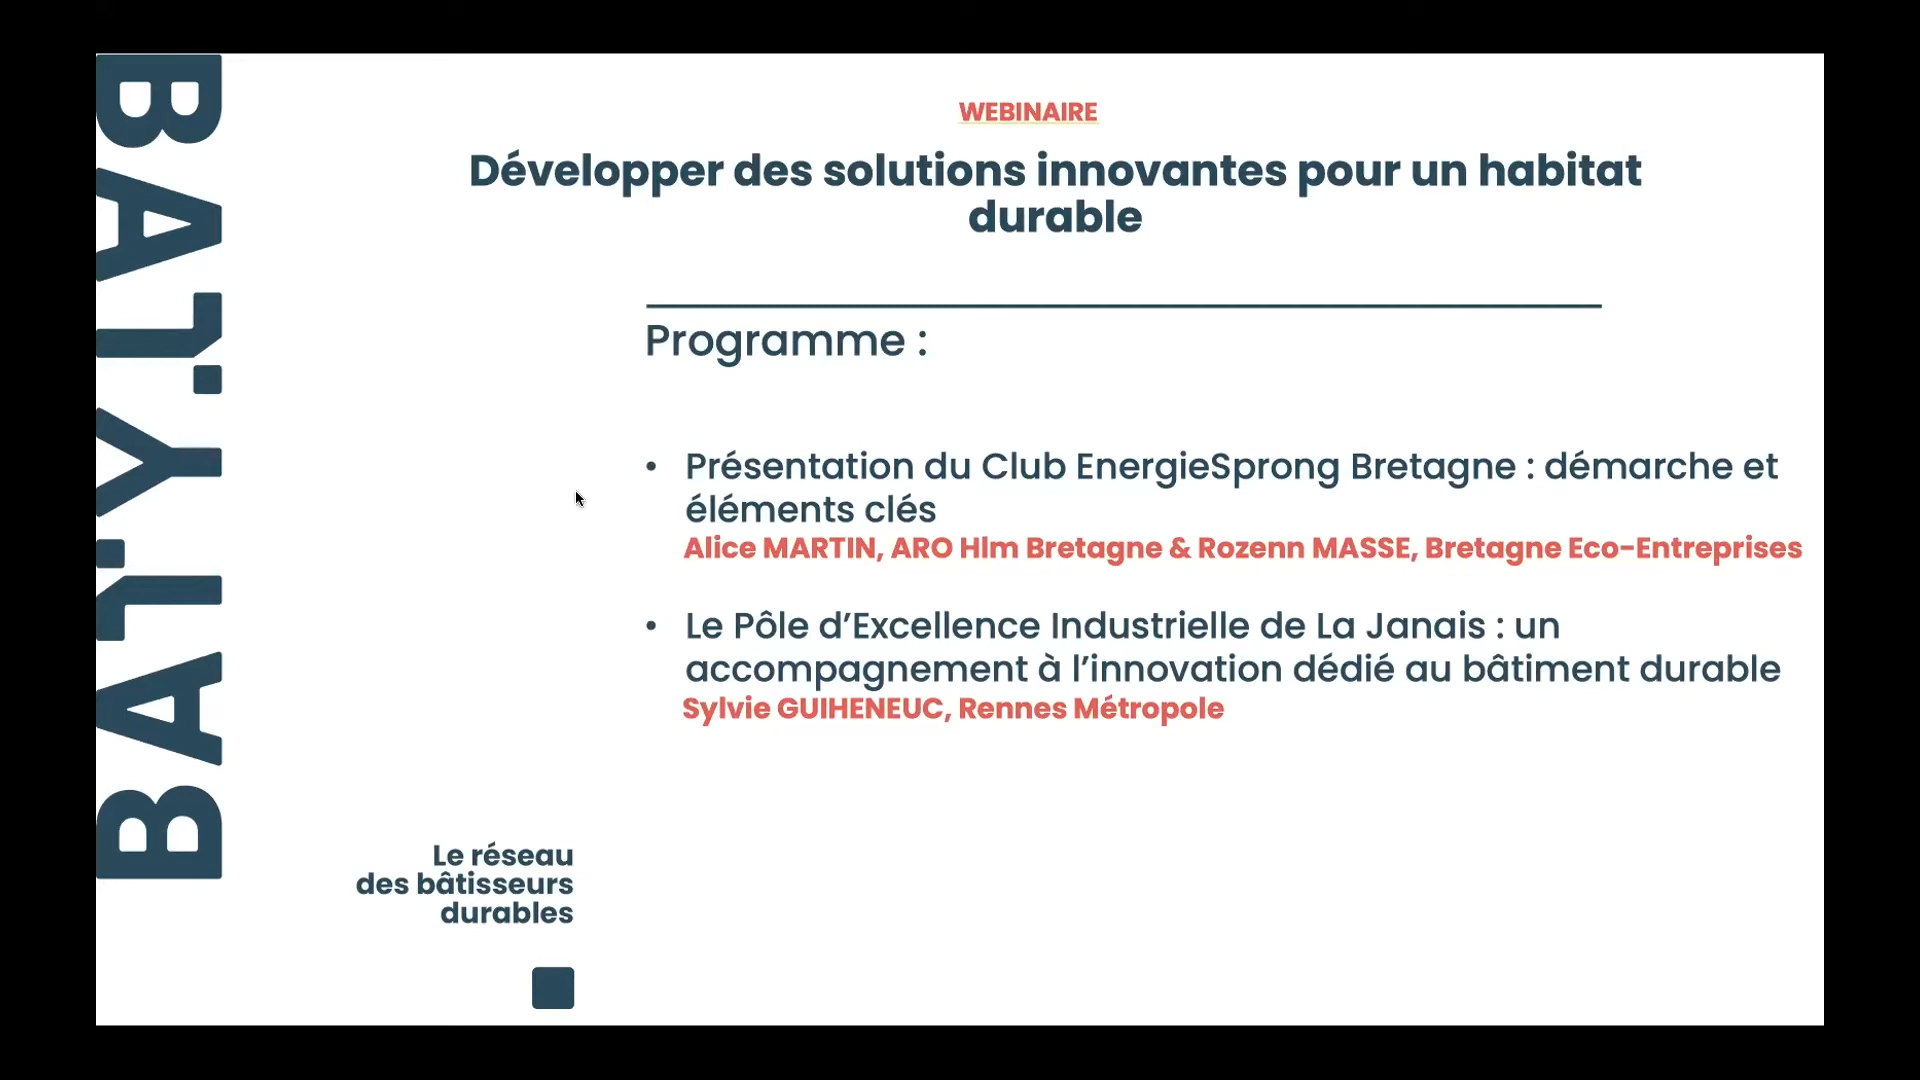 BATYLAB
WEBINAIRE
Développer des solutions innovantes pour un habitat
durable
Programme :
• Présentation du Club EnergieSprong Bretagne : démarche et
éléments clés
Alice MARTIN, ARO Hlm Bretagne & Rozenn MASSE, Bretagne Eco-Entreprises
• Le Pôle d’Excellence Industrielle de La Janais : un
accompagnement à l’innovation dédié au bâtiment durable
Sylvie GUIHENEUC, Rennes Métropole
Le réseau
des bâtisseurs
durables